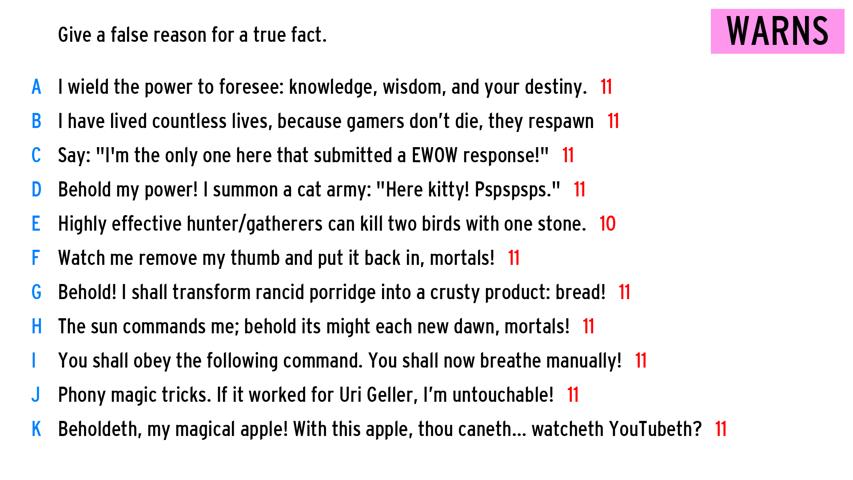 Give a false reason for a true fact.
WARNS
A I wield the power to foresee: knowledge, wisdom, and your destiny. 11
B I have lived countless lives, because gamers don't die, they respawn 11
C Say: "I'm the only one here that submitted a EWOW response!" 11
D Behold my power! I summon a cat army: "Here kitty! Pspspsps." 11
E Highly effective hunter/gatherers can kill two birds with one stone. 10
F Watch me remove my thumb and put it back in, mortals! 11
G Behold! I shall transform rancid porridge into a crusty product: bread! 11
H The sun commands me; behold its might each new dawn, mortals! 11
I You shall obey the following command. You shall now breathe manually! 11
J Phony magic tricks. If it worked for Uri Geller, I'm untouchable! 11
K Beholdeth, my magical apple! With this apple, thou caneth... watcheth YouTubeth? 11